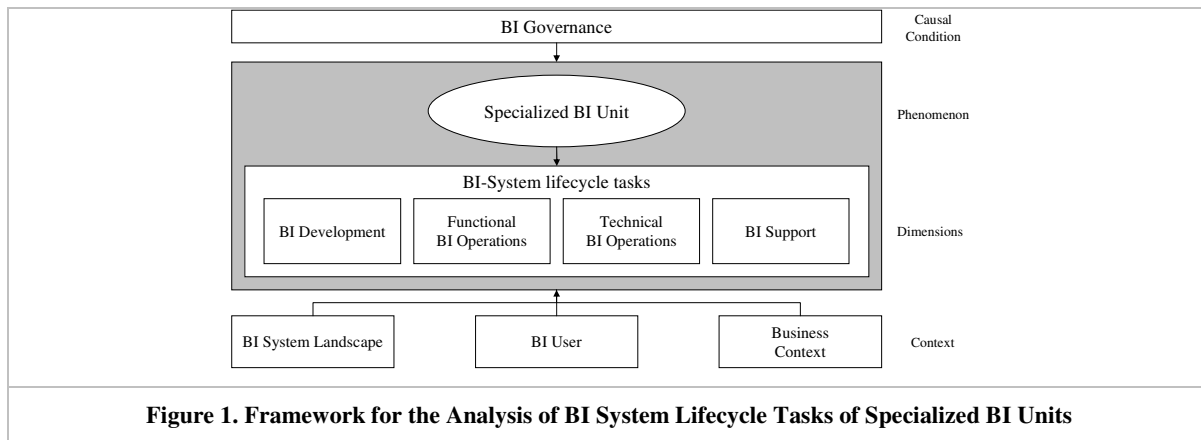 BI Governance
Causal
Condition
Specialized BI Unit
Phenomenon
BI-System lifecycle tasks
BI Development
Functional
BI Operations
Technical
BI Operations
BI Support
Dimensions
BI System Landscape
BI User
Business
Context
Context
Figure 1. Framework for the Analysis of BI System Lifecycle Tasks of Specialized BI Units